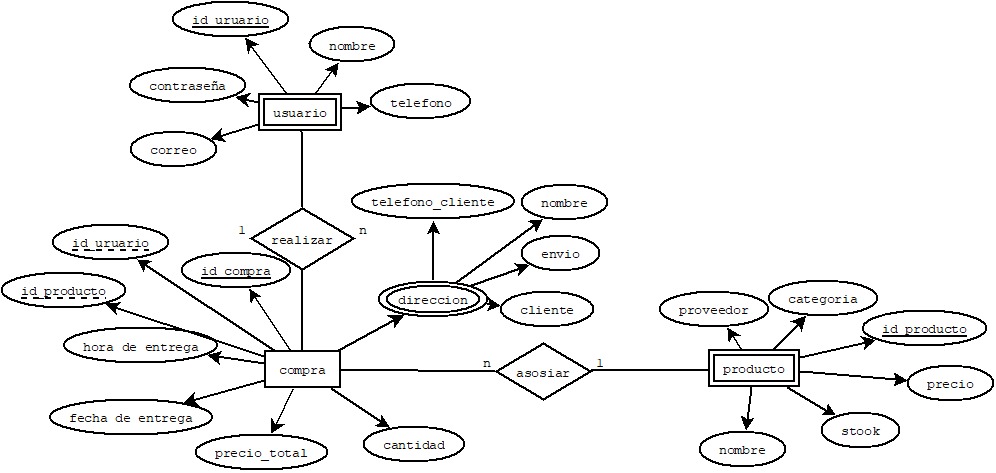 id_uruario
nombre
contraseña
telefono
usuario
correo
telefono_cliente
nombre
1
n
realizar
id_uruario
id_compra
envio
id_producto
direccion
cliente
categoria
proveedor
id_producto
hora de entrega
n
1
compra
asosiar
producto
precio
fecha de entrega
precio_total
cantidad
nombre
stook